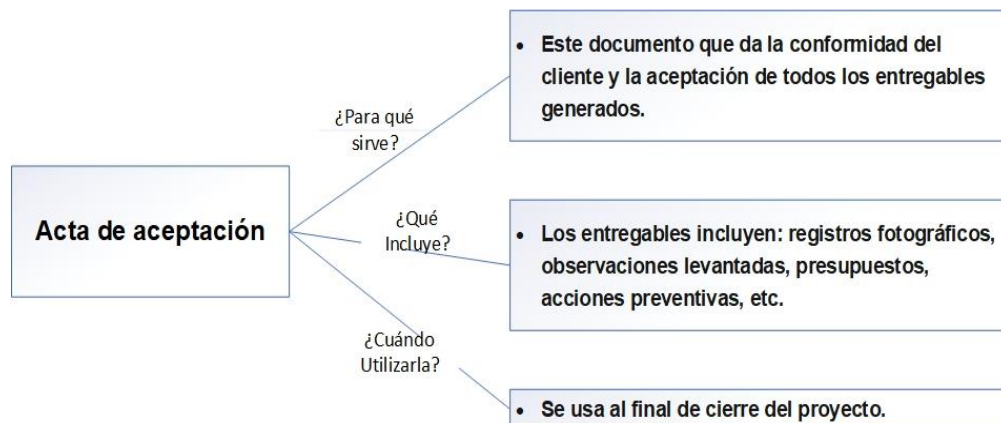 Acta de aceptación
¿Para qué
sirve?
• Este documento que da la conformidad del
cliente y la aceptación de todos los entregables
generados.
¿Qué
Incluye?
• Los entregables incluyen: registros fotográficos,
observaciones levantadas, presupuestos,
acciones preventivas, etc.
¿Cuándo
Utilizarla?
• Se usa al final de cierre del proyecto.